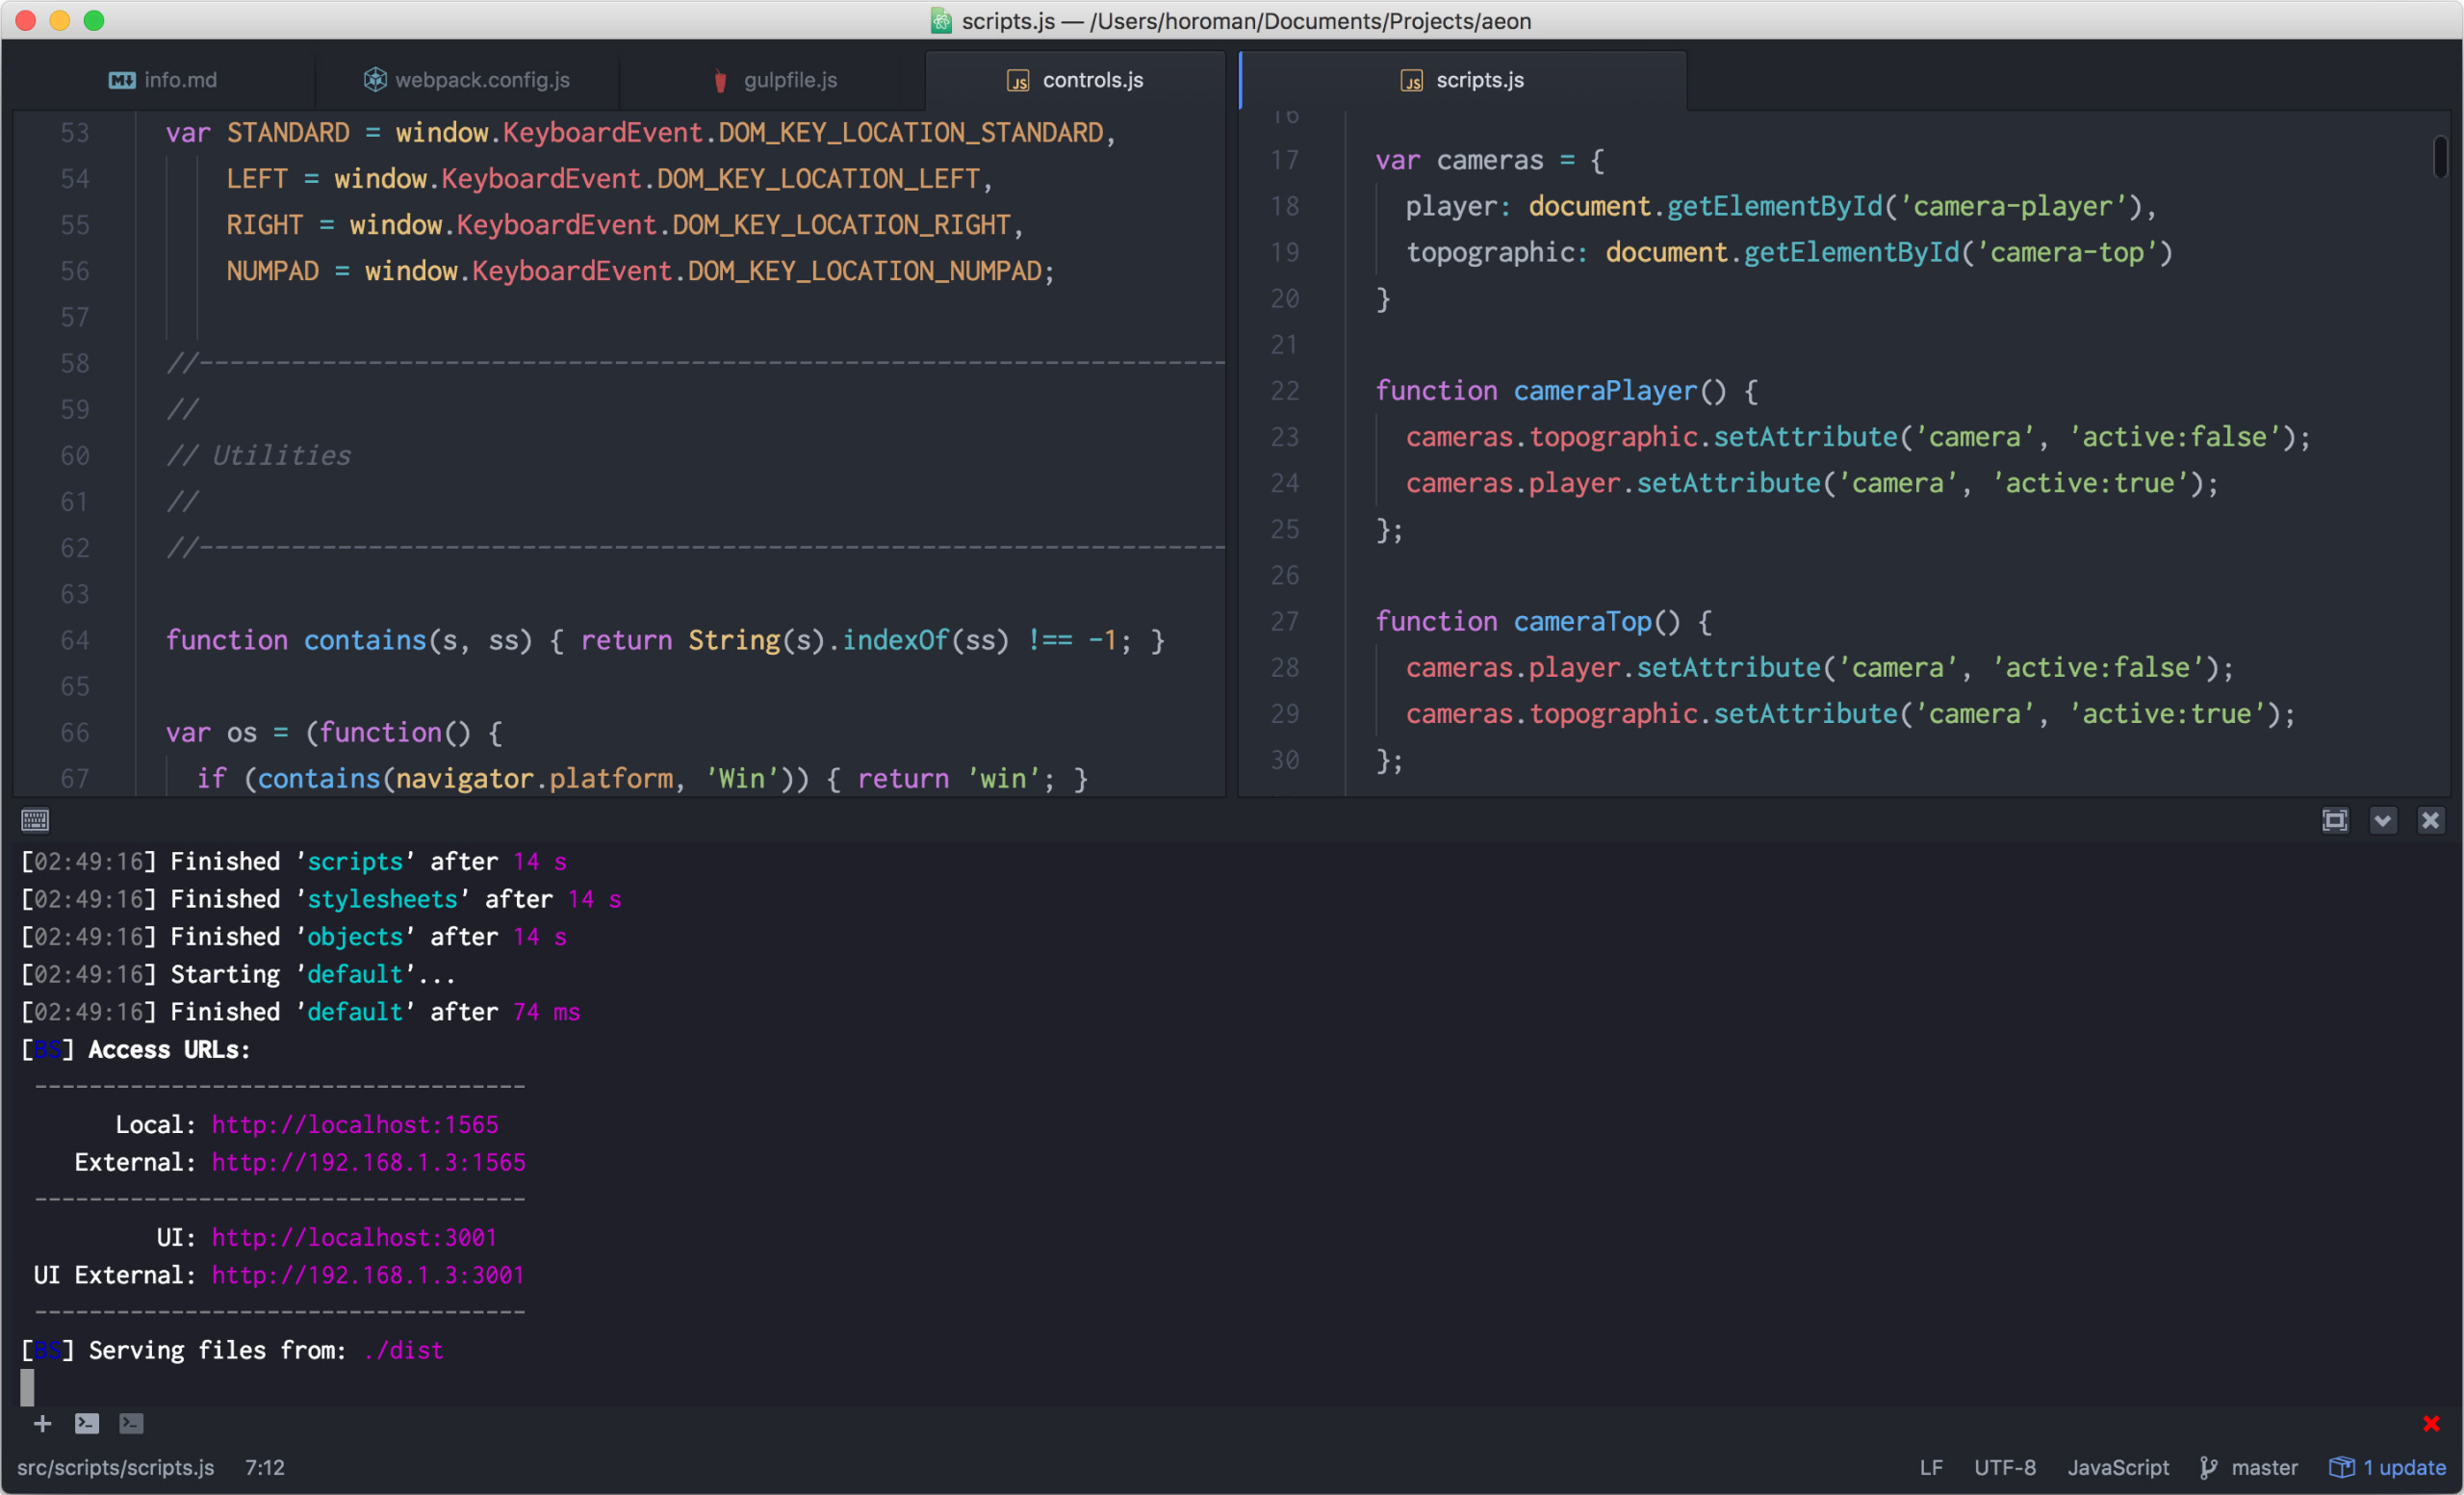 scripts.js — /Users/horoman/Documents/Projects/aeon
info.md
webpack.config.js
gulpfile.js
controls.js
53 var STANDARD = window.KeyboardEvent.DOM_KEY_LOCATION_STANDARD,
54 LEFT = window.KeyboardEvent.DOM_KEY_LOCATION_LEFT,
55 RIGHT = window.KeyboardEvent.DOM_KEY_LOCATION_RIGHT,
56 NUMPAD = window.KeyboardEvent.DOM_KEY_LOCATION_NUMPAD;
57
58 //-------------------------------------------------------------------
59 //
60 // Utilities
61 //
62 //-------------------------------------------------------------------
63
64 function contains(s, ss) { return String(s).indexOf(ss) !== -1; }
65
66 var os = (function() {
67 if (contains(navigator.platform, 'Win')) { return 'win'; }
scripts.js
16
17 var cameras = {
18 player: document.getElementById('camera-player'),
19 topographic: document.getElementById('camera-top')
20 }
21
22 function cameraPlayer() {
23 cameras.topographic.setAttribute('camera', 'active:false');
24 cameras.player.setAttribute('camera', 'active:true');
25 };
26
27 function cameraTop() {
28 cameras.player.setAttribute('camera', 'active:false');
29 cameras.topographic.setAttribute('camera', 'active:true');
30 };
[02:49:16] Finished 'scripts' after 14 s
[02:49:16] Finished 'stylesheets' after 14 s
[02:49:16] Finished 'objects' after 14 s
[02:49:16] Starting 'default'...
[02:49:16] Finished 'default' after 74 ms
[BS] Access URLs:
------------------------------------
Local: http://localhost:1565
External: http://192.168.1.3:1565
------------------------------------
UI: http://localhost:3001
UI External: http://192.168.1.3:3001
------------------------------------
[BS] Serving files from: ./dist
src/scripts/scripts.js 7:12
LF UTF-8 JavaScript master 1 update